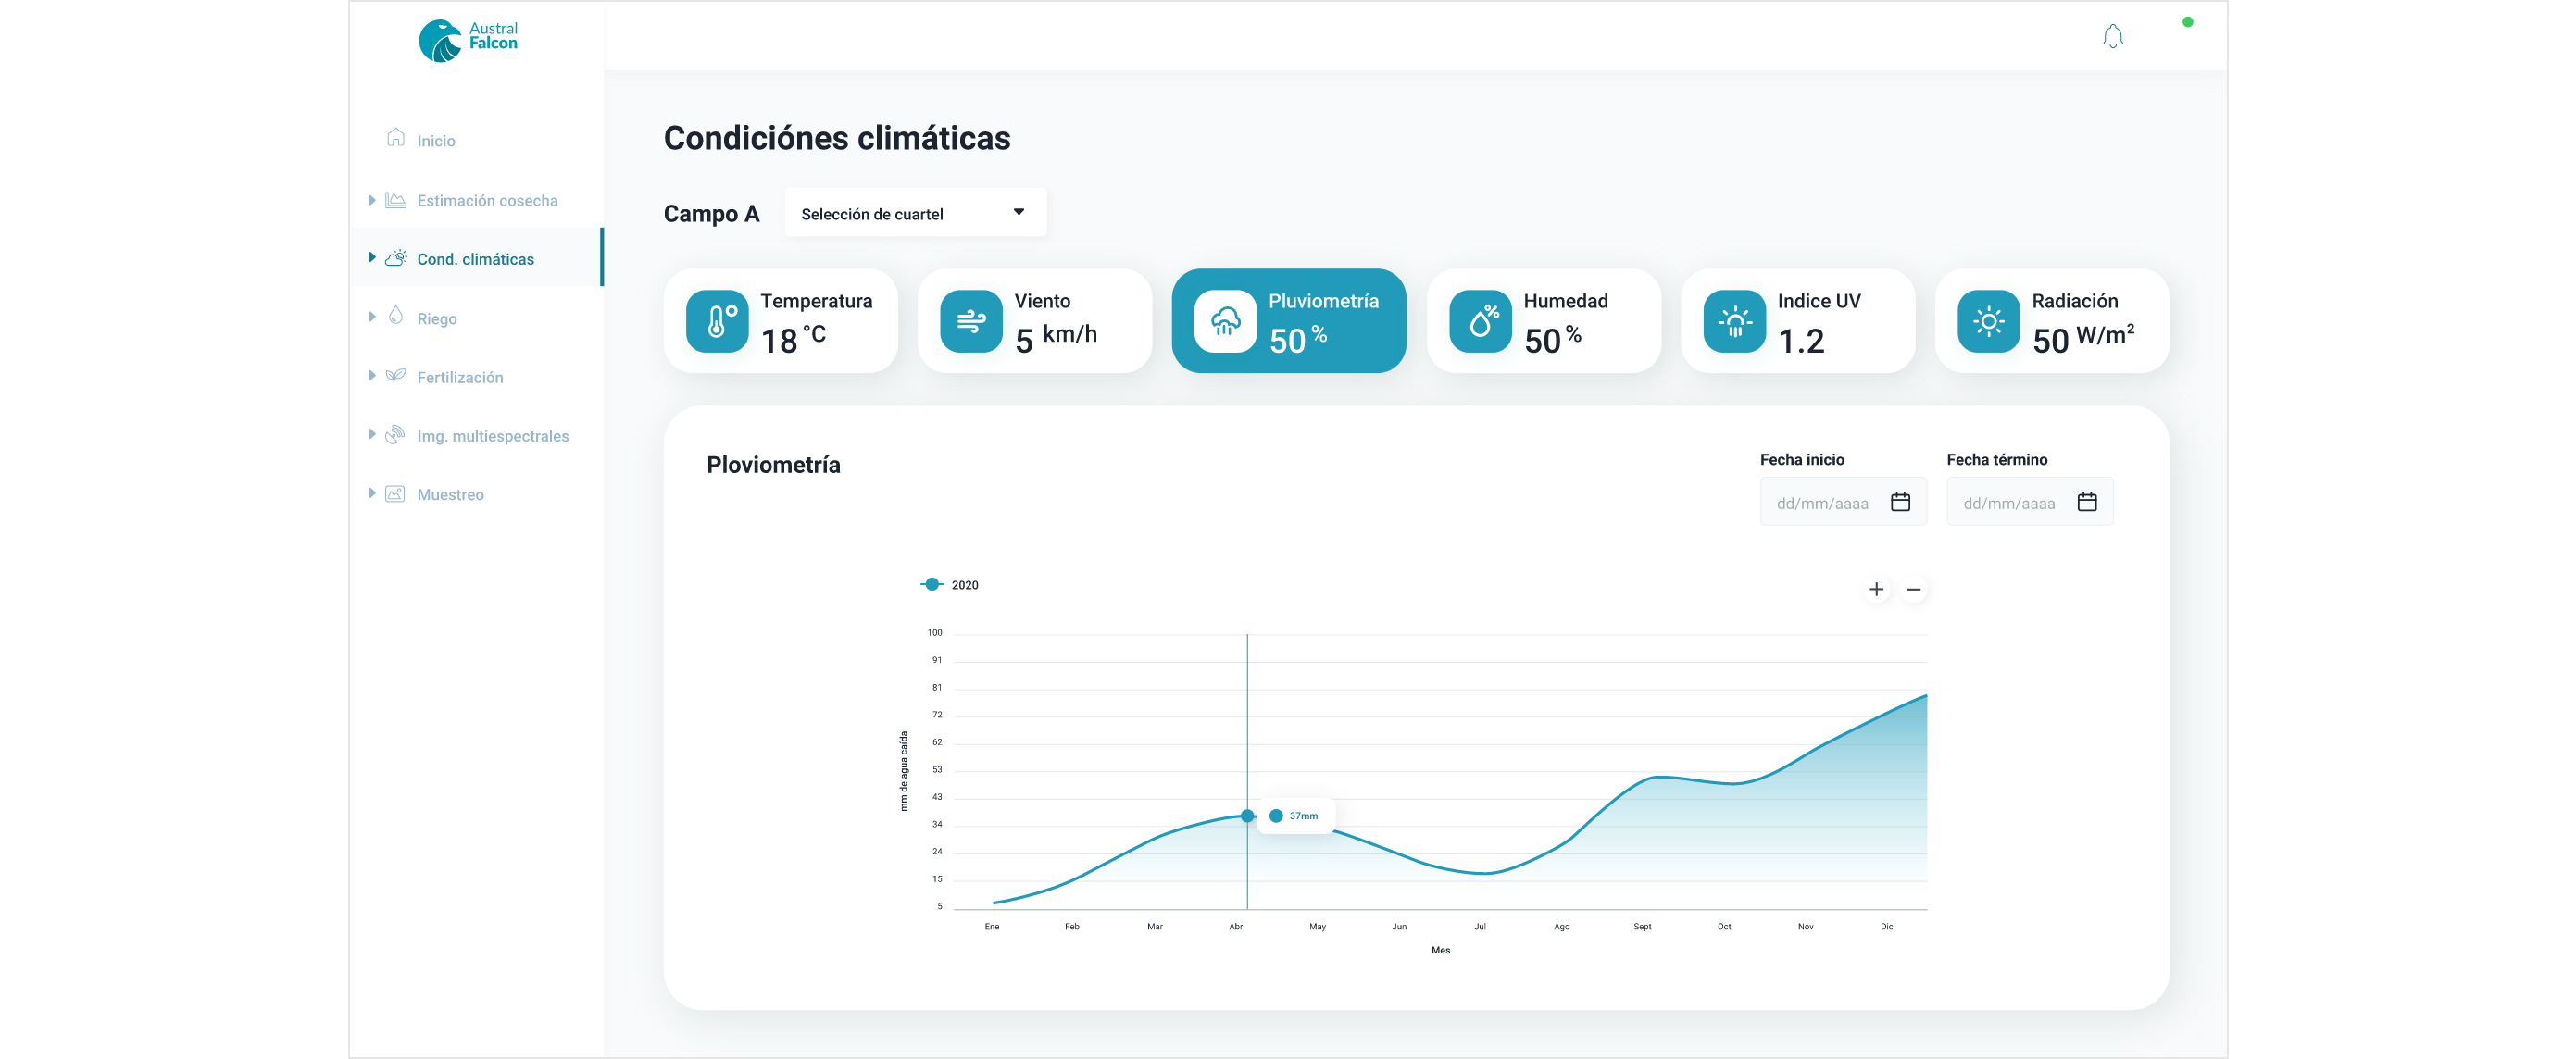 Austral
Falcon
Inicio
Estimación cosecha
Cond. climáticas
Riego
Fertilización
Img. multiespectrales
Muestreo
Condiciónes climáticas
Campo A
Selección de cuartel
Temperatura
18 °C
Viento
5 km/h
Pluviometría
50 %
Humedad
50 %
Indice UV
1.2
Radiación
50 W/m²
Ploviometría
Fecha inicio
dd/mm/aaaa
Fecha término
dd/mm/aaaa
2020
+ −
100
91
81
72
62
53
43
34
24
15
5
mm de agua caída
37mm
Ene Feb Mar Abr May Jun Jul Ago Sept Oct Nov Dic
Mes